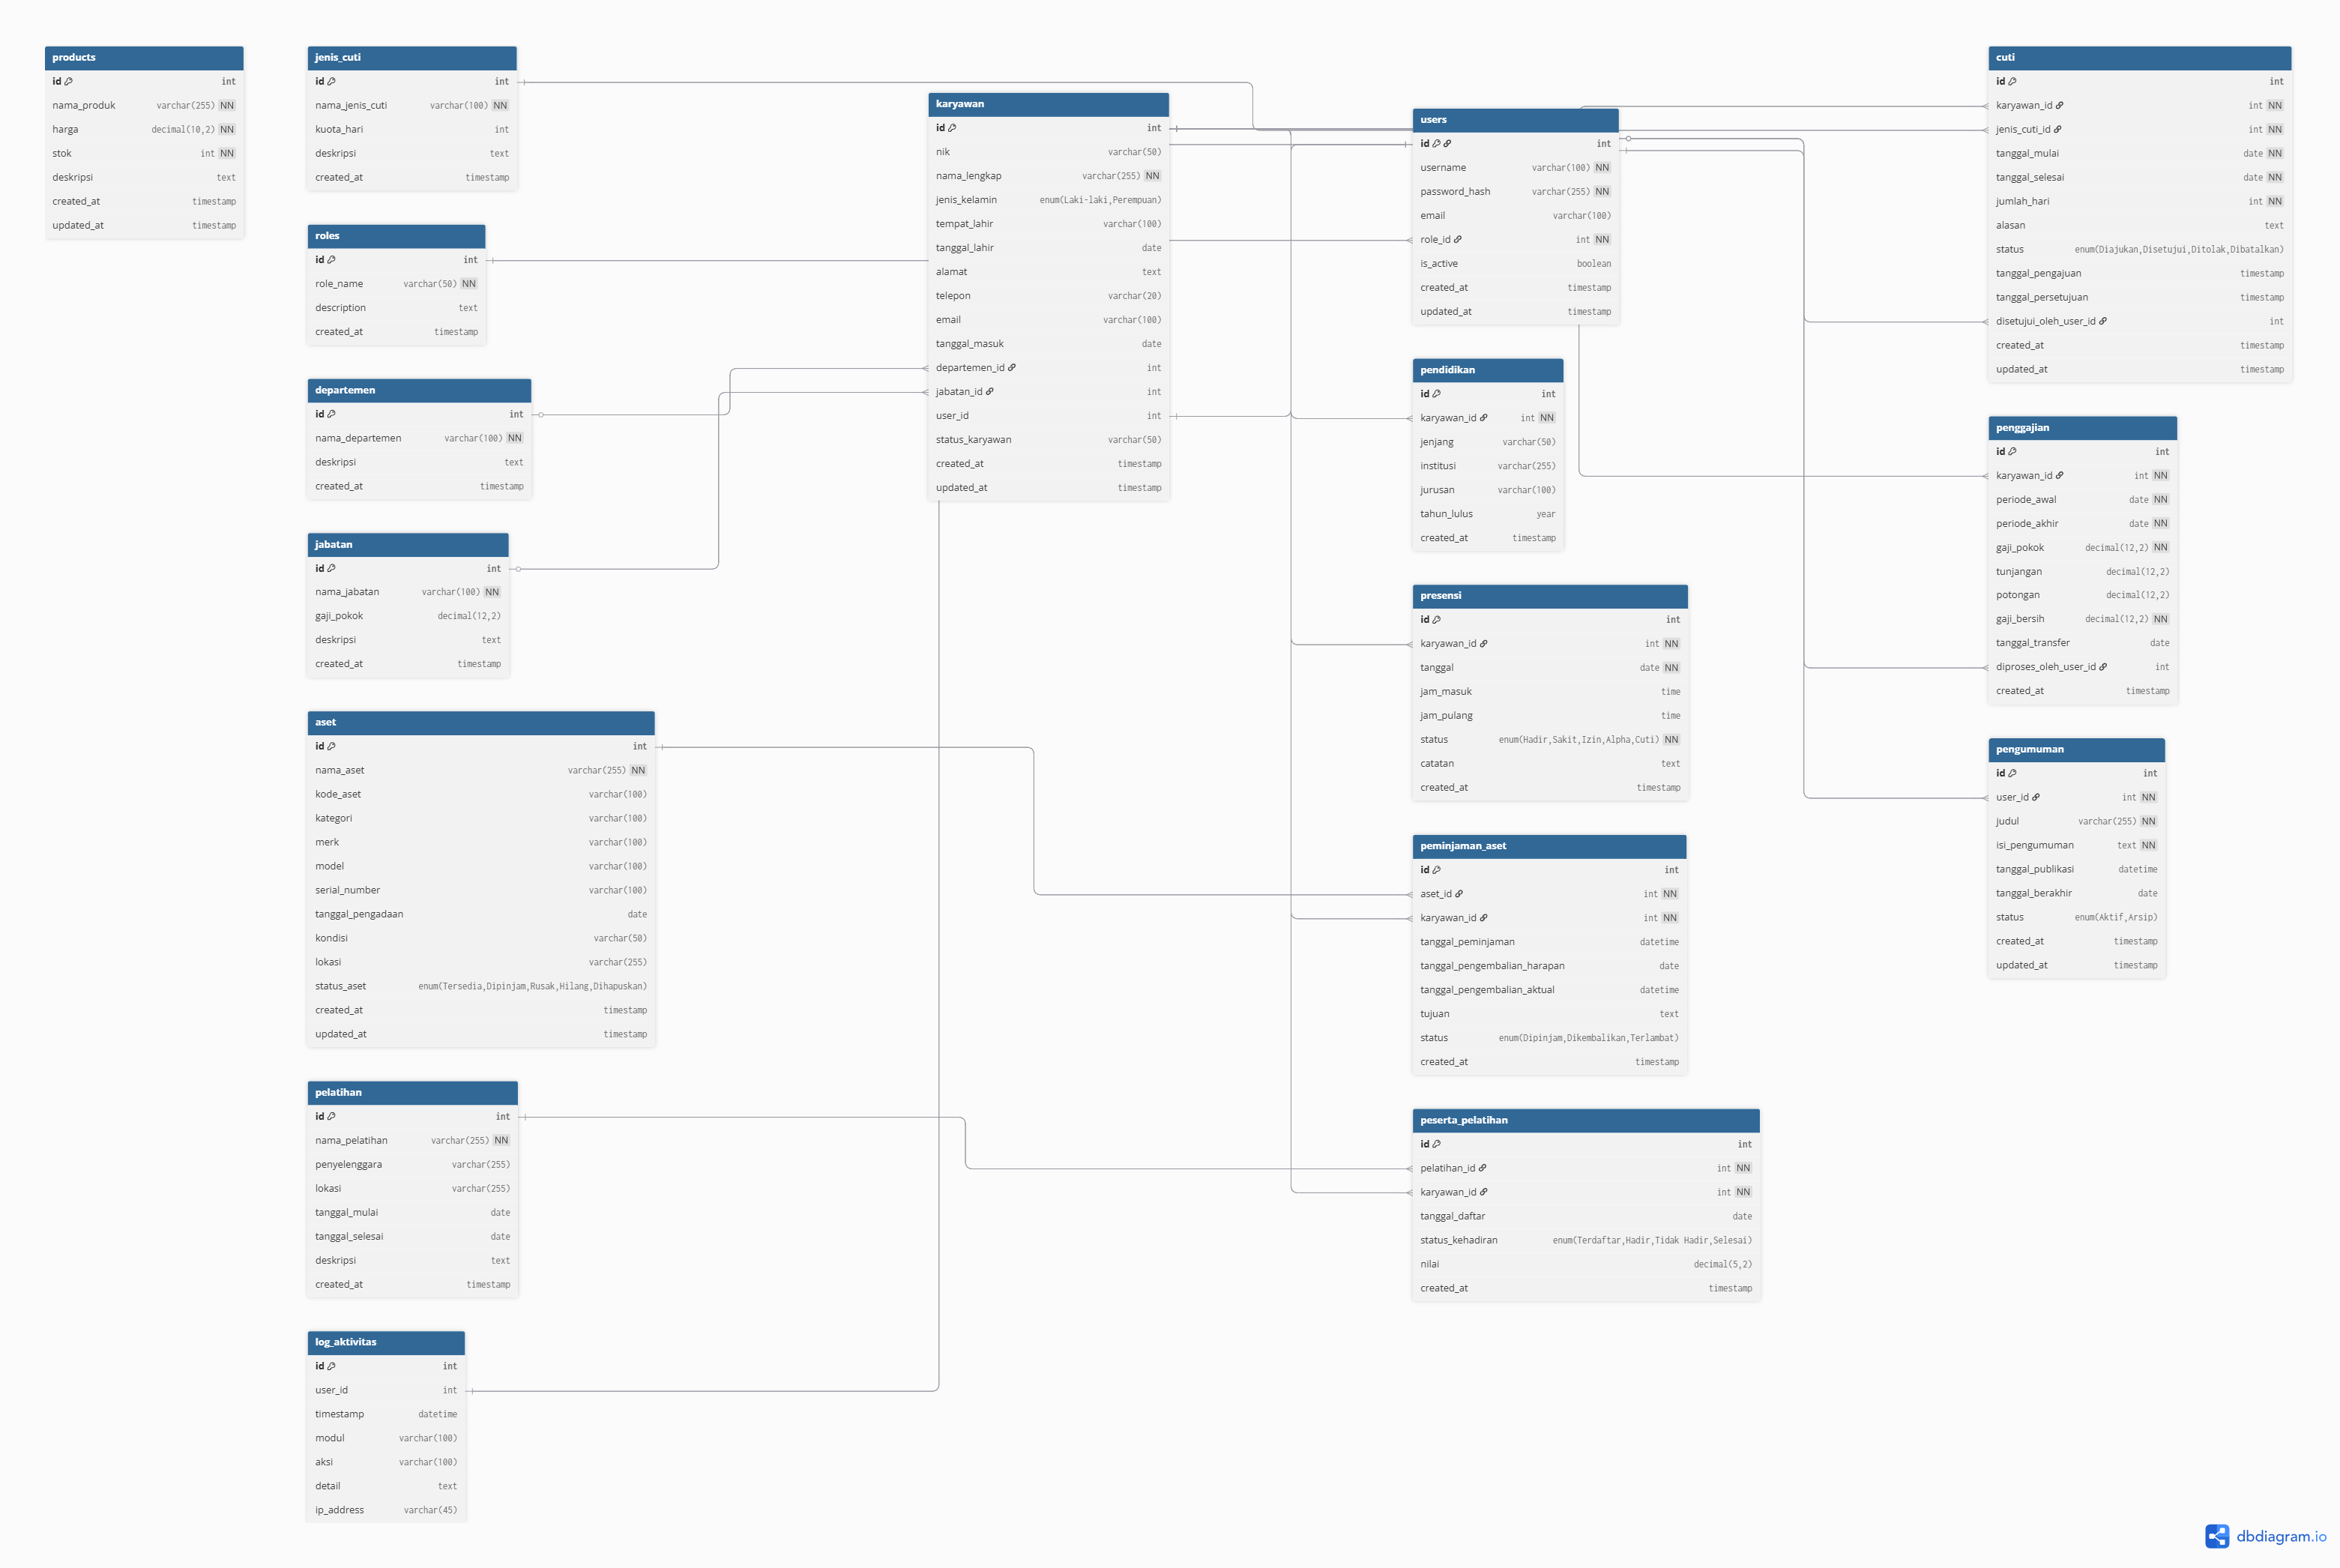 products
id int
nama_produk varchar(255) NN
harga decimal(10,2) NN
stok int NN
deskripsi text
created_at timestamp
updated_at timestamp
jenis_cuti
id int
nama_jenis_cuti varchar(100) NN
kuota_hari int
deskripsi text
created_at timestamp
roles
id int
role_name varchar(50) NN
description text
created_at timestamp
departemen
id int
nama_departemen varchar(100) NN
deskripsi text
created_at timestamp
jabatan
id int
nama_jabatan varchar(100) NN
gaji_pokok decimal(12,2)
deskripsi text
created_at timestamp
aset
id int
nama_aset varchar(255) NN
kode_aset varchar(100)
kategori varchar(100)
merk varchar(100)
model varchar(100)
serial_number varchar(100)
tanggal_pengadaan date
kondisi varchar(50)
lokasi varchar(255)
status_aset enum(Tersedia,Dipinjam,Rusak,Hilang,Dihapuskan)
created_at timestamp
updated_at timestamp
pelatihan
id int
nama_pelatihan varchar(255) NN
penyelenggara varchar(255)
lokasi varchar(255)
tanggal_mulai date
tanggal_selesai date
deskripsi text
created_at timestamp
log_aktivitas
id int
user_id int
timestamp datetime
modul varchar(100)
aksi varchar(100)
detail text
ip_address varchar(45)
karyawan
id int
nik varchar(50)
nama_lengkap varchar(255) NN
jenis_kelamin enum(Laki-laki,Perempuan)
tempat_lahir varchar(100)
tanggal_lahir date
alamat text
telepon varchar(20)
email varchar(100)
tanggal_masuk date
departemen_id int
jabatan_id int
user_id int
status_karyawan varchar(50)
created_at timestamp
updated_at timestamp
users
id int
username varchar(100) NN
password_hash varchar(255) NN
email varchar(100)
role_id int NN
is_active boolean
created_at timestamp
updated_at timestamp
pendidikan
id int
karyawan_id int NN
jenjang varchar(50)
institusi varchar(255)
jurusan varchar(100)
tahun_lulus year
created_at timestamp
presensi
id int
karyawan_id int NN
tanggal date NN
jam_masuk time
jam_pulang time
status enum(Hadir,Sakit,Izin,Alpha,Cuti) NN
catatan text
created_at timestamp
peminjaman_aset
id int
aset_id int NN
karyawan_id int NN
tanggal_peminjaman datetime
tanggal_pengembalian_harapan date
tanggal_pengembalian_aktual datetime
tujuan text
status enum(Dipinjam,Dikembalikan,Terlambat)
created_at timestamp
peserta_pelatihan
id int
pelatihan_id int NN
karyawan_id int NN
tanggal_daftar date
status_kehadiran enum(Terdaftar,Hadir,Tidak Hadir,Selesai)
nilai decimal(5,2)
created_at timestamp
cuti
id int
karyawan_id int NN
jenis_cuti_id int NN
tanggal_mulai date NN
tanggal_selesai date NN
jumlah_hari int NN
alasan text
status enum(Diajukan,Disetujui,Ditolak,Dibatalkan)
tanggal_pengajuan timestamp
tanggal_persetujuan timestamp
disetujui_oleh_user_id int
created_at timestamp
updated_at timestamp
penggajian
id int
karyawan_id int NN
periode_awal date NN
periode_akhir date NN
gaji_pokok decimal(12,2) NN
tunjangan decimal(12,2)
potongan decimal(12,2)
gaji_bersih decimal(12,2) NN
tanggal_transfer date
diproses_oleh_user_id int
created_at timestamp
pengumuman
id int
user_id int NN
judul varchar(255) NN
isi_pengumuman text NN
tanggal_publikasi datetime
tanggal_berakhir date
status enum(Aktif,Arsip)
created_at timestamp
updated_at timestamp
dbdiagram.io